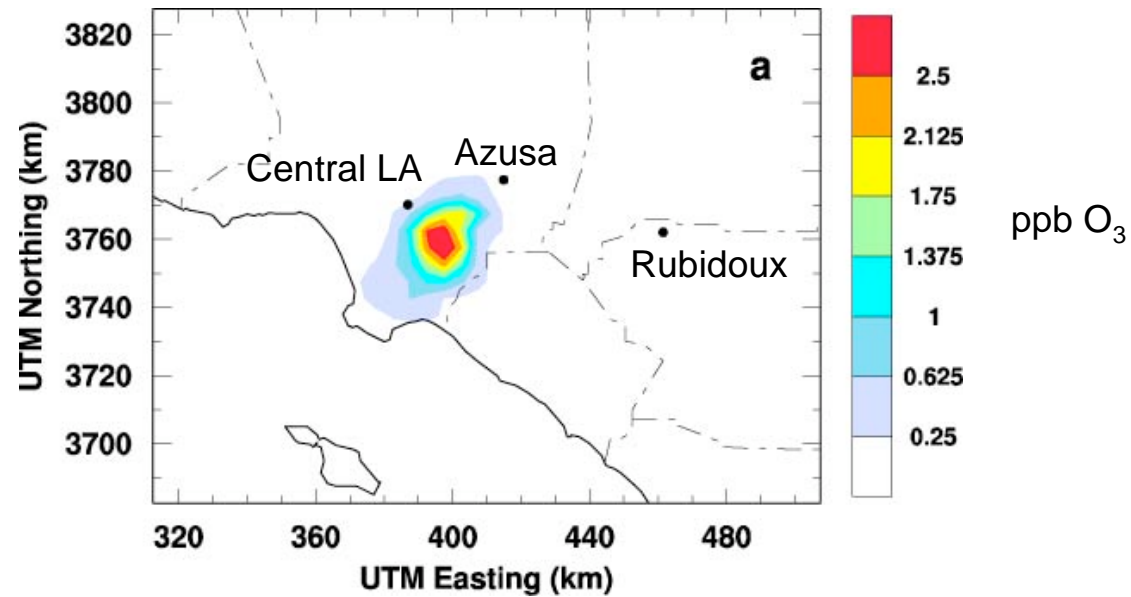 3820
3800
3780
3760
3740
3720
3700
UTM Northing (km)
a
Central LA
Azusa
Rubidoux
320 360 400 440 480
UTM Easting (km)
2.5
2.125
1.75
1.375
1
0.625
0.25
ppb O₃